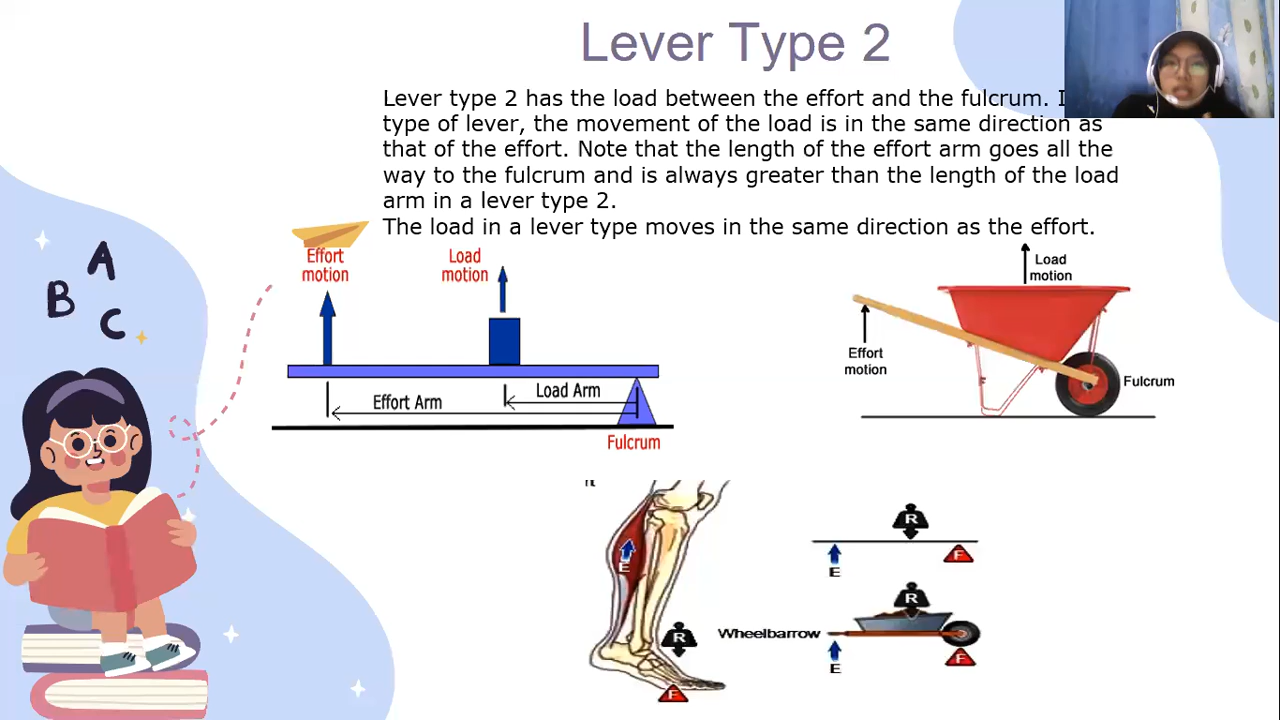 Lever Type 2
Lever type 2 has the load between the effort and the fulcrum.
type of lever, the movement of the load is in the same direction as
that of the effort. Note that the length of the effort arm goes all the
way to the fulcrum and is always greater than the length of the load
arm in a lever type 2.
The load in a lever type moves in the same direction as the effort.
A
B
C
Effort
motion
Load
motion
Effort Arm
Load Arm
Fulcrum
Load
motion
Effort
motion
Fulcrum
E
R
F
R
E
F
R
Wheelbarrow
E
F